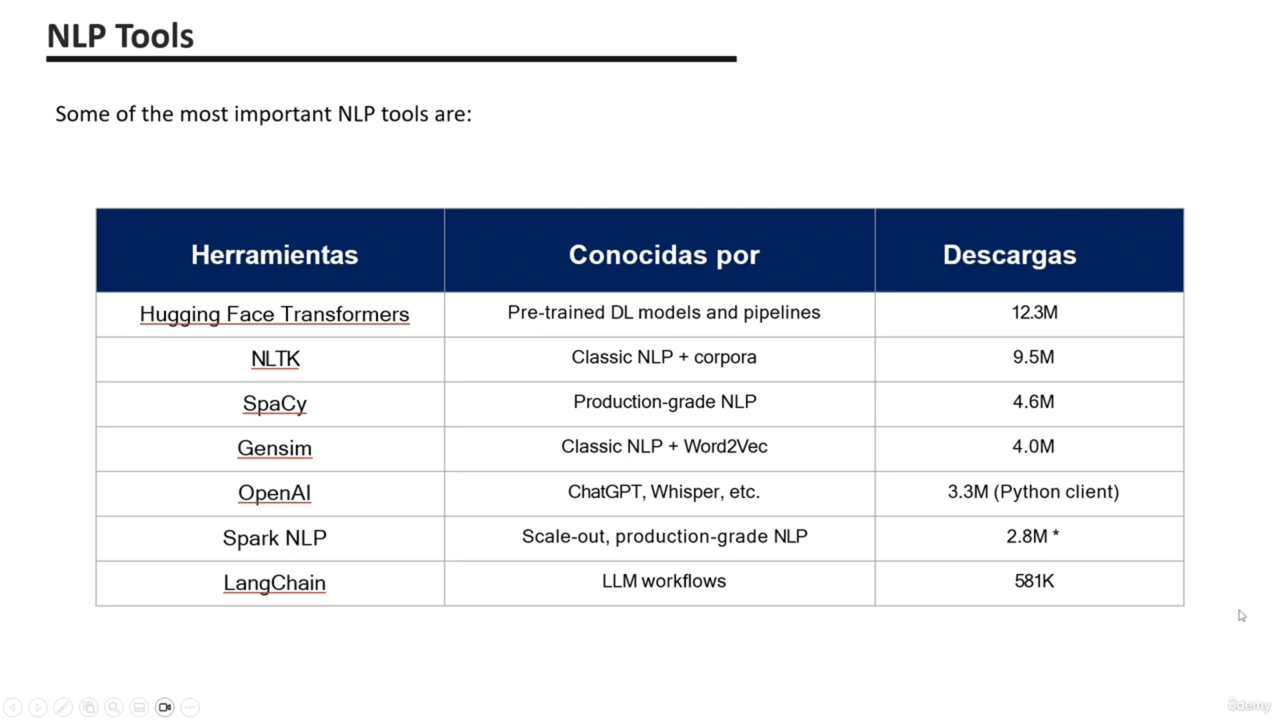 NLP Tools
Some of the most important NLP tools are:
Herramientas Conocidas por Descargas
Hugging Face Transformers Pre-trained DL models and pipelines 12.3M
NLTK Classic NLP + corpora 9.5M
SpaCy Production-grade NLP 4.6M
Gensim Classic NLP + Word2Vec 4.0M
OpenAI ChatGPT, Whisper, etc. 3.3M (Python client)
Spark NLP Scale-out, production-grade NLP 2.8M *
LangChain LLM workflows 581K
ûdemy